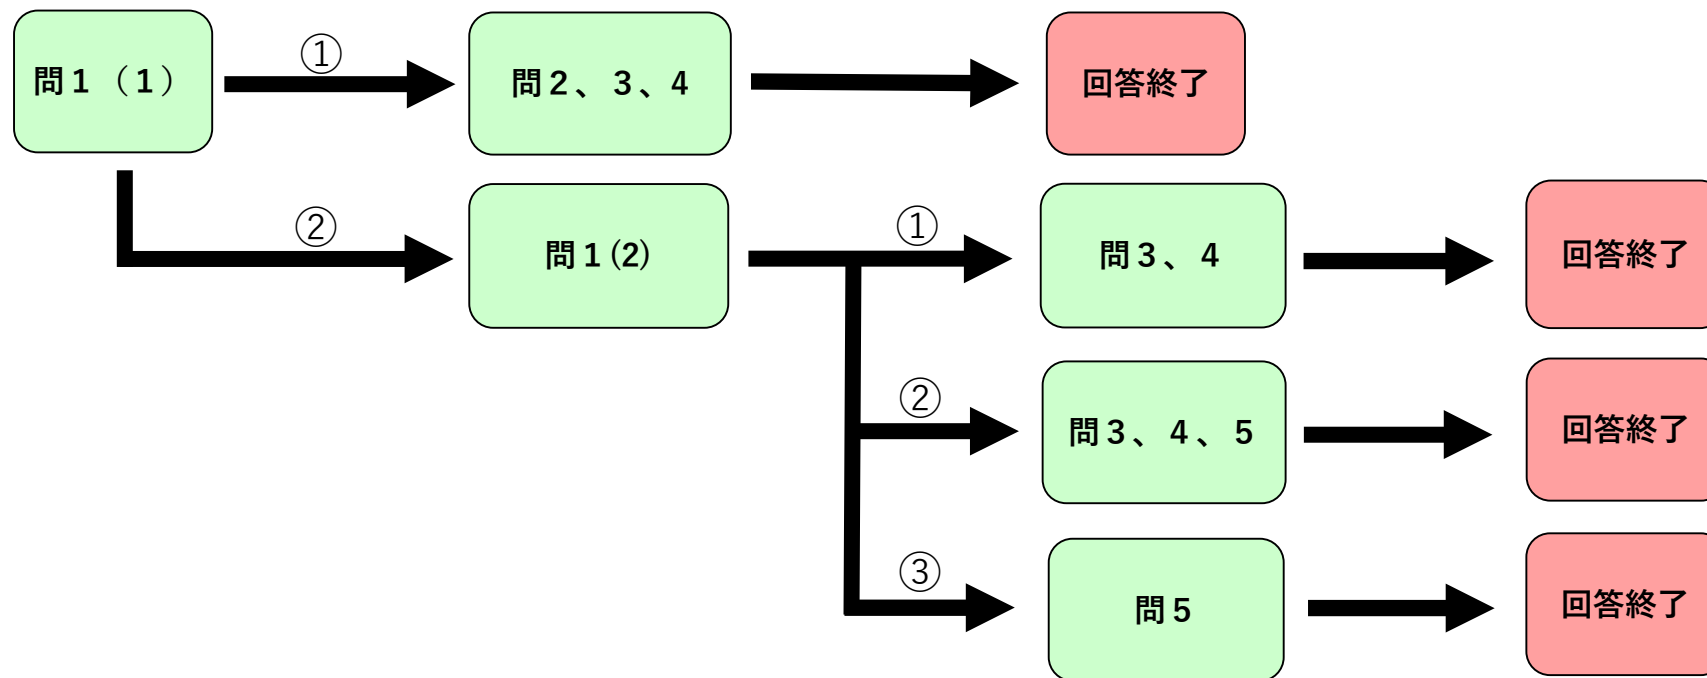 問１（１）
①
問２、３、４
回答終了
②
問１(2)
①
問３、４
回答終了
②
問３、４、５
回答終了
③
問５
回答終了